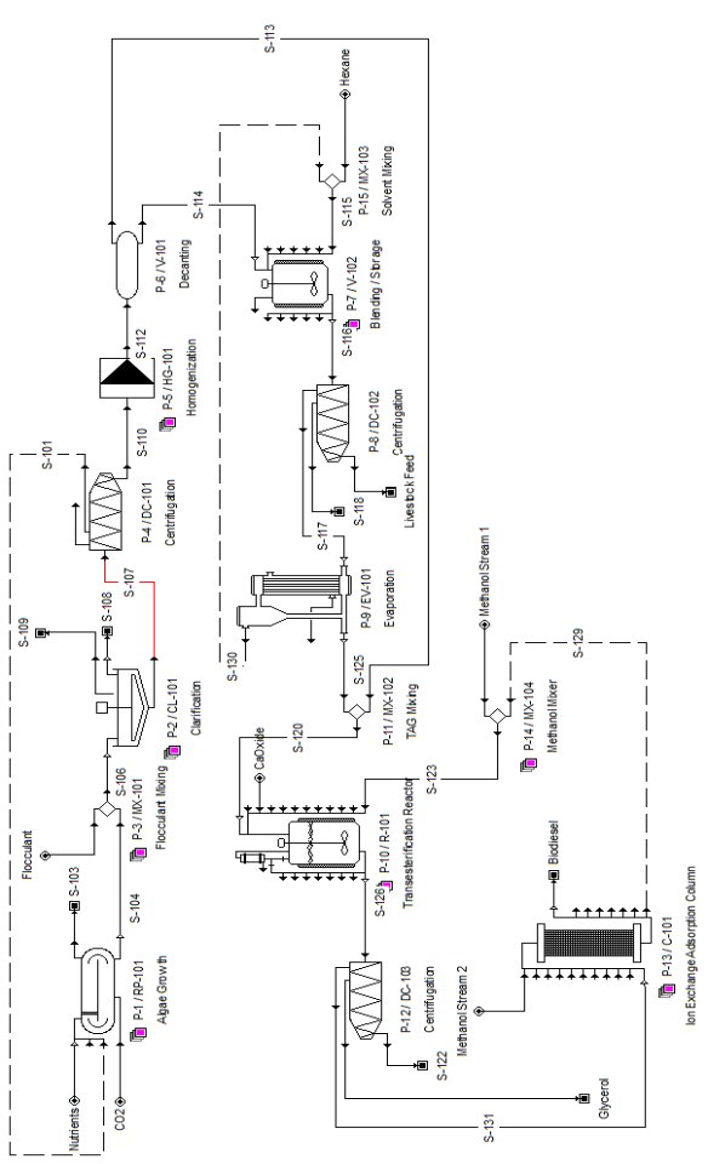 Nutrients
CO2
P-1 / RP-101
Algae Growth
S-103
S-104
Flocculant
P-3 / MX-101
Flocculant Mixing
S-106
P-2 / CL-101
Clarification
S-109
S-108
S-107
S-101
P-4 / DC-101
Centrifugation
S-110
P-5 / HG-101
Homogenization
S-112
P-6 / V-101
Decanting
S-114
S-113
Hexane
P-15 / MX-103
Solvent Mixing
S-115
P-7 / V-102
Blending / Storage
S-116
P-8 / DC-102
Centrifugation
Livestock Feed
S-118
S-117
P-9 / EV-101
Evaporation
S-130
S-125
P-11 / MX-102
TAG Mixing
S-120
CaOxide
P-10 / R-101
Transesterification Reactor
S-123
Methanol Stream 1
P-14 / MX-104
Methanol Mixer
S-129
S-126
P-12 / DC-103
Centrifugation
S-122
Methanol Stream 2
Glycerol
S-131
Biodiesel
P-13 / C-101
Ion Exchange Adsorption Column